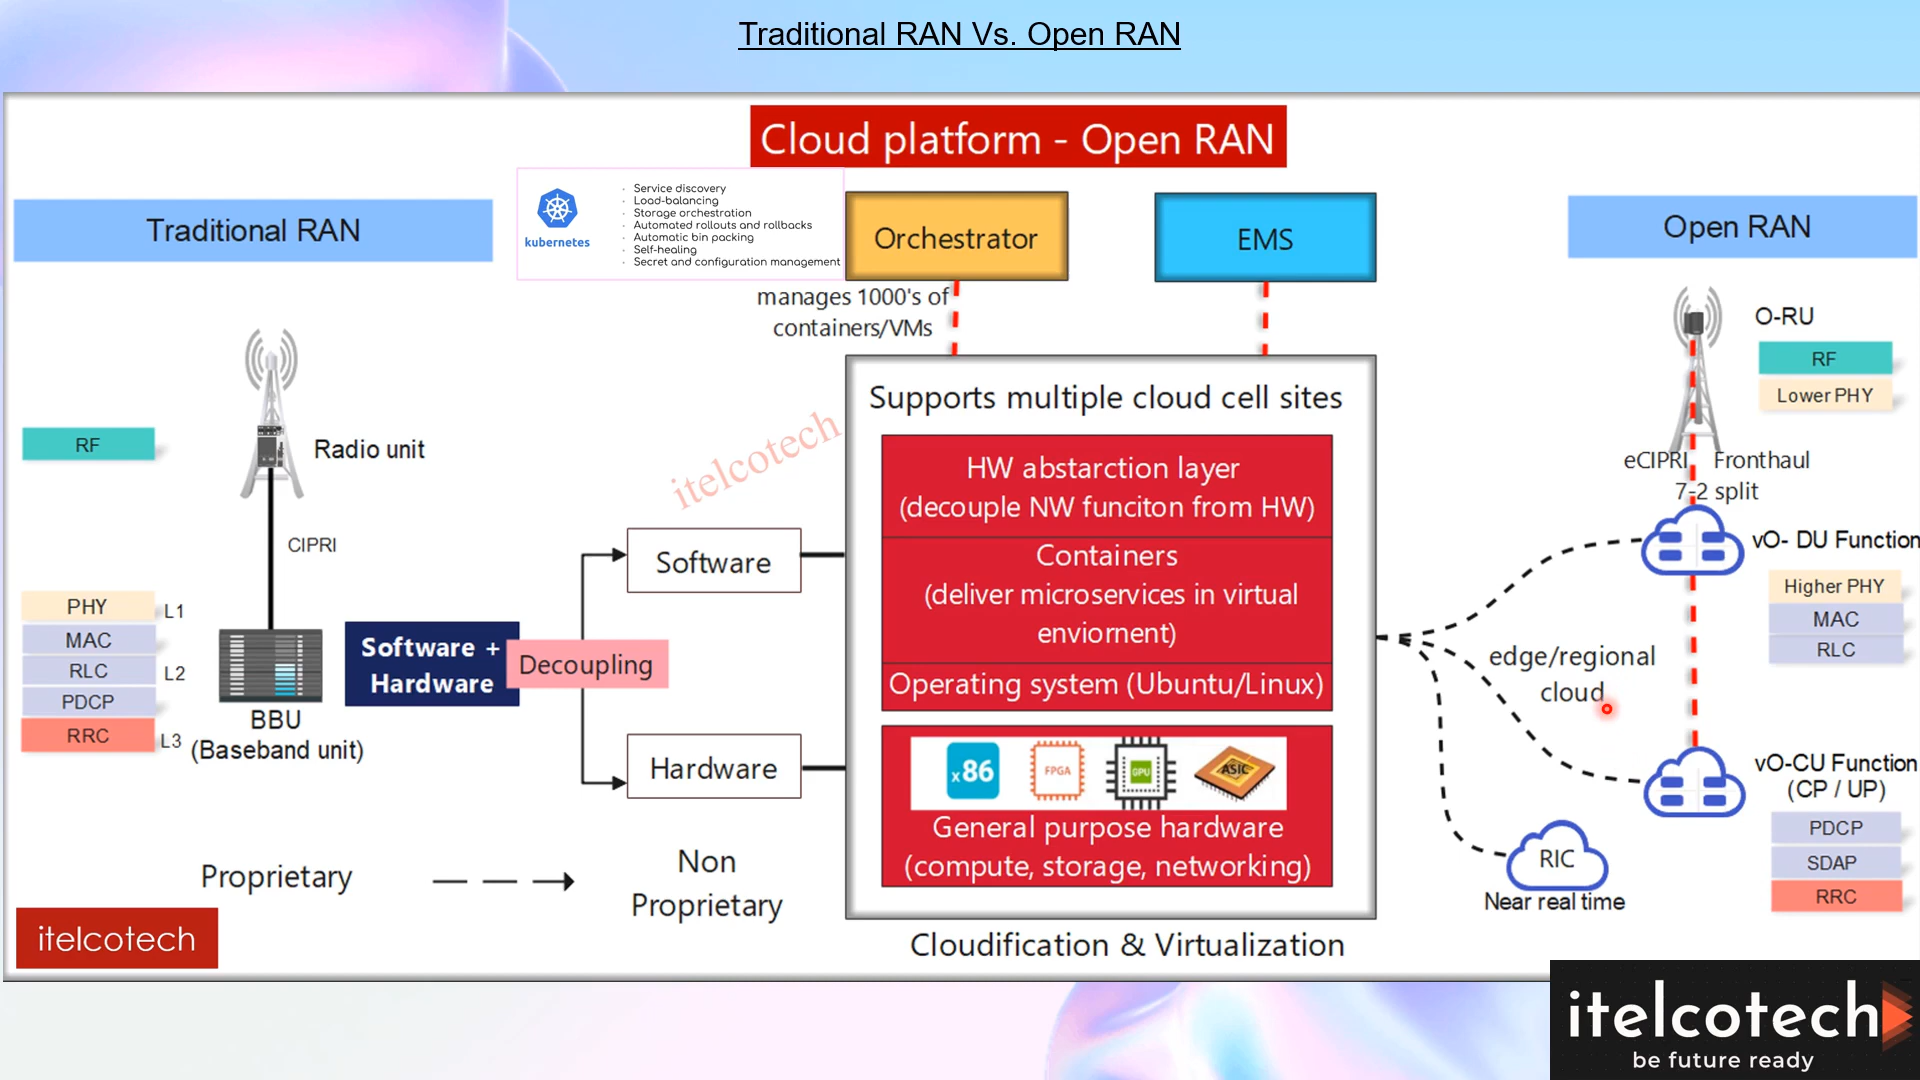 Traditional RAN Vs. Open RAN
Cloud platform - Open RAN
Traditional RAN
kubernetes
· Service discovery
· Load-balancing
· Storage orchestration
· Automated rollouts and rollbacks
· Automatic bin packing
· Self-healing
· Secret and configuration management
Orchestrator
EMS
Open RAN
manages 1000's of
containers/VMs
RF
Radio unit
CIPRI
PHY
L1
MAC
RLC
L2
PDCP
RRC
L3
BBU
(Baseband unit)
Software +
Hardware
Decoupling
Software
Hardware
Proprietary
Non
Proprietary
itelcotech
itelcotech
Supports multiple cloud cell sites
HW abstarction layer
(decouple NW funciton from HW)
Containers
(deliver microservices in virtual
enviornent)
Operating system (Ubuntu/Linux)
x86
FPGA
GPU
ASIC
General purpose hardware
(compute, storage, networking)
Cloudification & Virtualization
O-RU
RF
Lower PHY
eCIPRI Fronthaul
7-2 split
vO- DU Function
Higher PHY
MAC
RLC
edge/regional
cloud
vO-CU Function
(CP / UP)
PDCP
SDAP
RRC
RIC
Near real time
itelcotech
be future ready